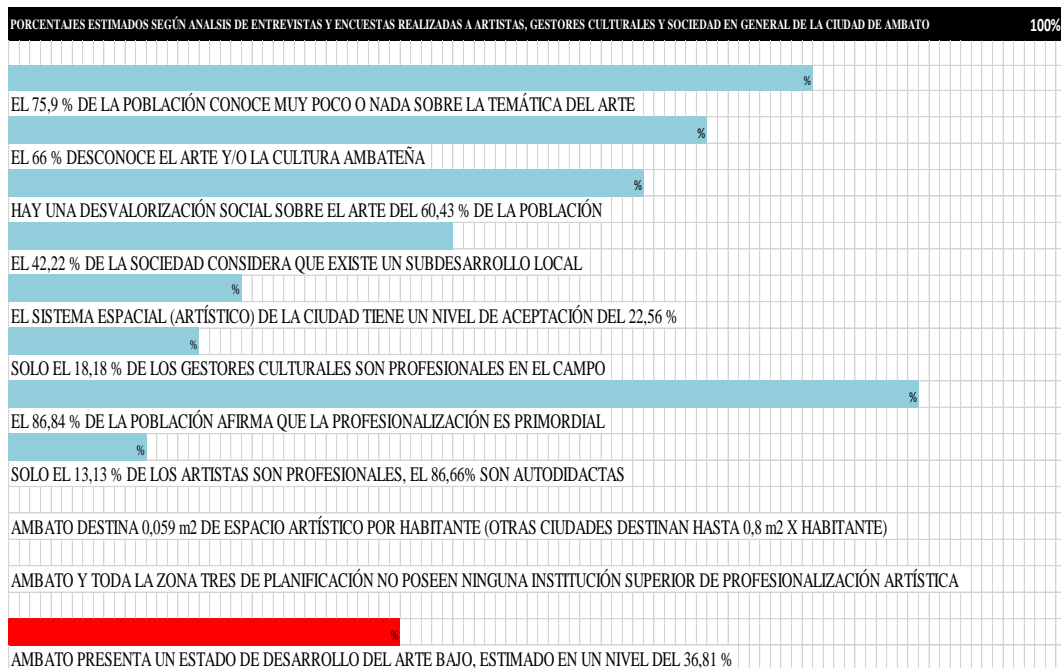 PORCENTAJES ESTIMADOS SEGÚN ANALSIS DE ENTREVISTAS Y ENCUESTAS REALIZADAS A ARTISTAS, GESTORES CULTURALES Y SOCIEDAD EN GENERAL DE LA CIUDAD DE AMBATO 100%
%
EL 75,9 % DE LA POBLACIÓN CONOCE MUY POCO O NADA SOBRE LA TEMÁTICA DEL ARTE
%
EL 66 % DESCONOCE EL ARTE Y/O LA CULTURA AMBATEÑA
%
HAY UNA DESVALORIZACIÓN SOCIAL SOBRE EL ARTE DEL 60,43 % DE LA POBLACIÓN
EL 42,22 % DE LA SOCIEDAD CONSIDERA QUE EXISTE UN SUBDESARROLLO LOCAL
%
EL SISTEMA ESPACIAL (ARTÍSTICO) DE LA CIUDAD TIENE UN NIVEL DE ACEPTACIÓN DEL 22,56 %
%
SOLO EL 18,18 % DE LOS GESTORES CULTURALES SON PROFESIONALES EN EL CAMPO
%
EL 86,84 % DE LA POBLACIÓN AFIRMA QUE LA PROFESIONALIZACIÓN ES PRIMORDIAL
%
SOLO EL 13,13 % DE LOS ARTISTAS SON PROFESIONALES, EL 86,66% SON AUTODIDACTAS
AMBATO DESTINA 0,059 m2 DE ESPACIO ARTÍSTICO POR HABITANTE (OTRAS CIUDADES DESTINAN HASTA 0,8 m2 X HABITANTE)
AMBATO Y TODA LA ZONA TRES DE PLANIFICACIÓN NO POSEEN NINGUNA INSTITUCIÓN SUPERIOR DE PROFESIONALIZACIÓN ARTÍSTICA
%
AMBATO PRESENTA UN ESTADO DE DESARROLLO DEL ARTE BAJO, ESTIMADO EN UN NIVEL DEL 36,81 %